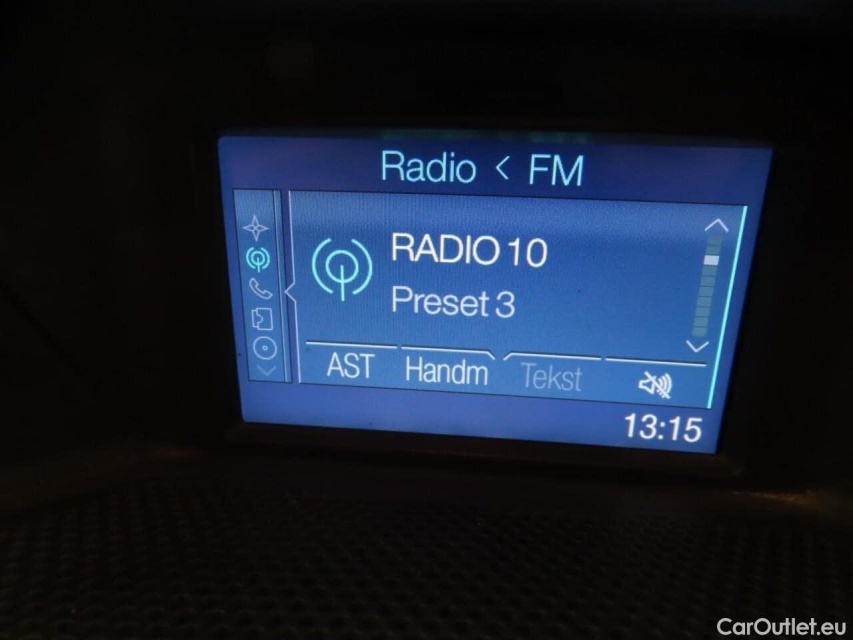 Radio < FM
RADIO 10
Preset 3
AST Handm Tekst
13:15
CarOutlet.eu